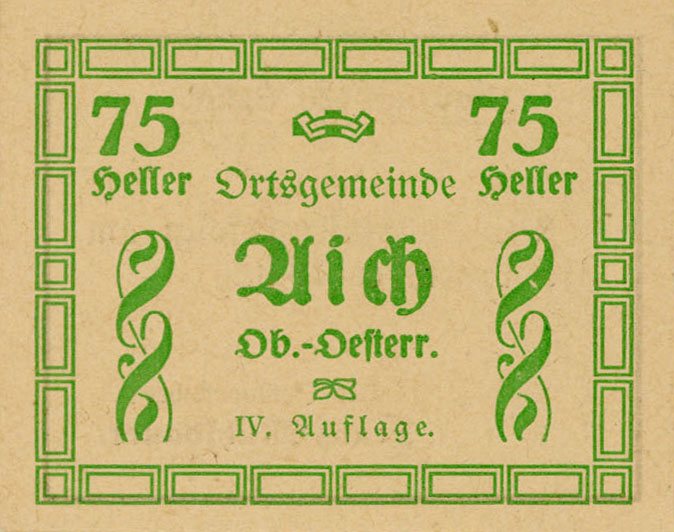 75 75
Heller Ortsgemeinde Heller
Aich
Ob.-Oesterr.
IV. Auflage.